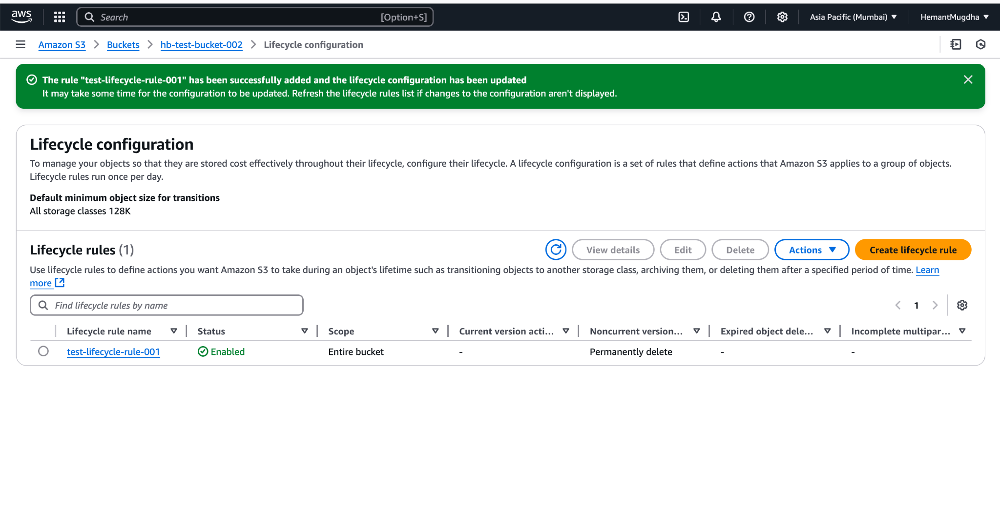 aws
Search
[Option+S]
Asia Pacific (Mumbai)
HemantMugdha
Amazon S3
Buckets
hb-test-bucket-002
Lifecycle configuration
The rule "test-lifecycle-rule-001" has been successfully added and the lifecycle configuration has been updated
It may take some time for the configuration to be updated. Refresh the lifecycle rules list if changes to the configuration aren't displayed.
Lifecycle configuration
To manage your objects so that they are stored cost effectively throughout their lifecycle, configure their lifecycle. A lifecycle configuration is a set of rules that define actions that Amazon S3 applies to a group of objects.
Lifecycle rules run once per day.
Default minimum object size for transitions
All storage classes 128K
Lifecycle rules (1)
View details
Edit
Delete
Actions
Create lifecycle rule
Use lifecycle rules to define actions you want Amazon S3 to take during an object's lifetime such as transitioning objects to another storage class, archiving them, or deleting them after a specified period of time. Learn
more
Find lifecycle rules by name
1
Lifecycle rule name
Status
Scope
Current version acti...
Noncurrent version...
Expired object dele...
Incomplete multipar...
test-lifecycle-rule-001
Enabled
Entire bucket
-
Permanently delete
-
-